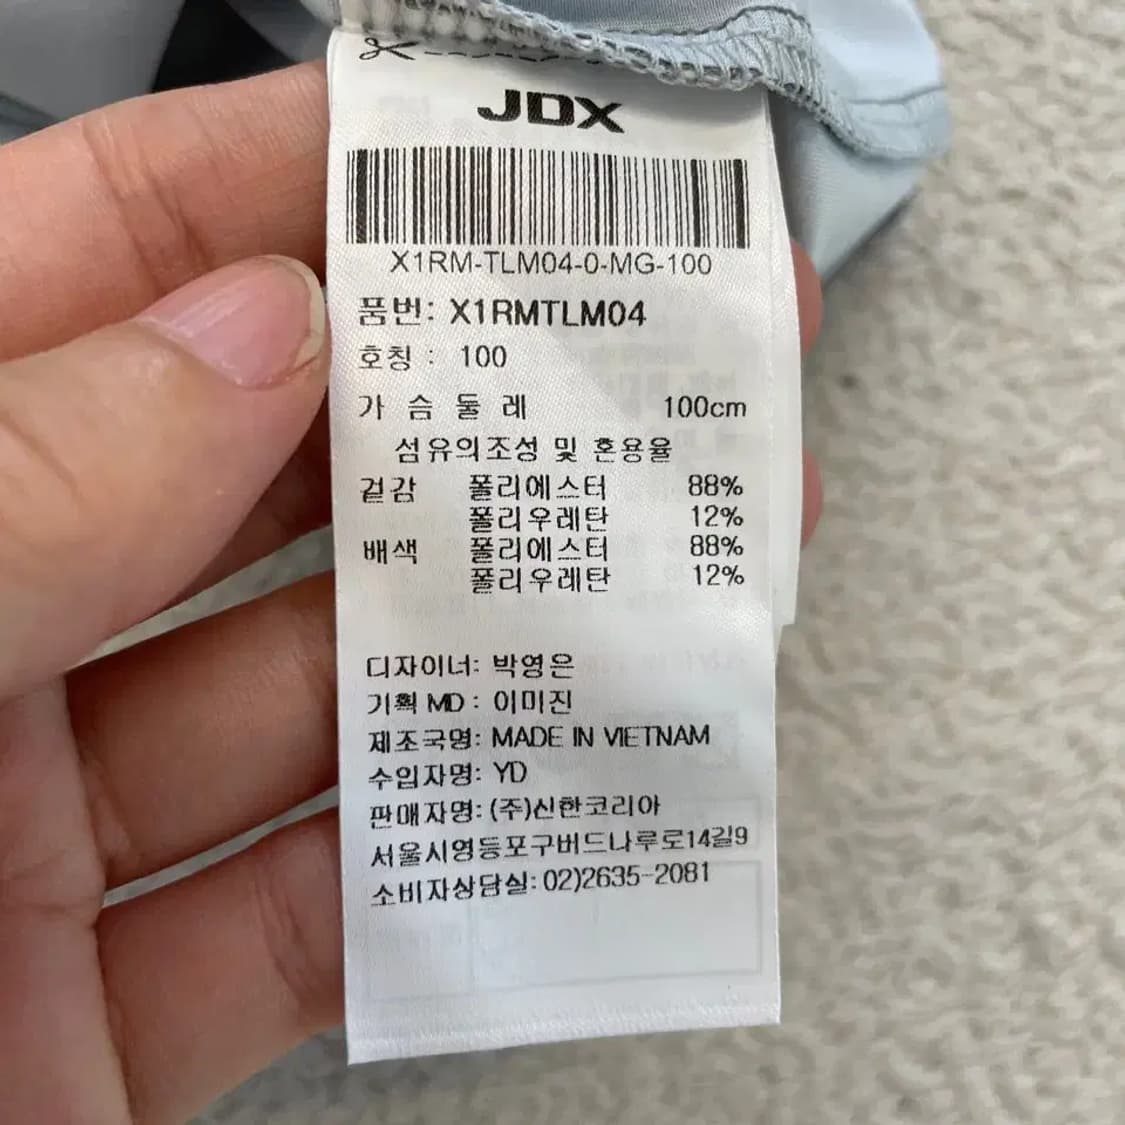 JDX
X1RM-TLM04-0-MG-100
품번: X1RMTLM04
호칭 : 100
가 슴 둘 레 100cm
섬유의조성 및 혼용율
겉감 폴리에스터 88%
폴리우레탄 12%
배색 폴리에스터 88%
폴리우레탄 12%
디자이너: 박영은
기획 MD : 이미진
제조국명: MADE IN VIETNAM
수입자명: YD
판매자명: (주)신한코리아
서울시영등포구버드나루로14길9
소비자상담실: 02)2635-2081